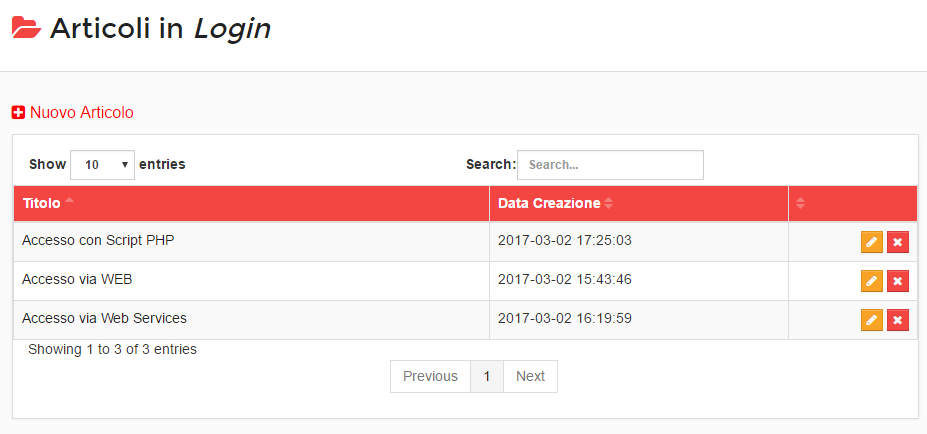 Articoli in Login
Nuovo Articolo
Show 10 entries Search: Search...
Titolo Data Creazione
Accesso con Script PHP 2017-03-02 17:25:03
Accesso via WEB 2017-03-02 15:43:46
Accesso via Web Services 2017-03-02 16:19:59
Showing 1 to 3 of 3 entries
Previous 1 Next